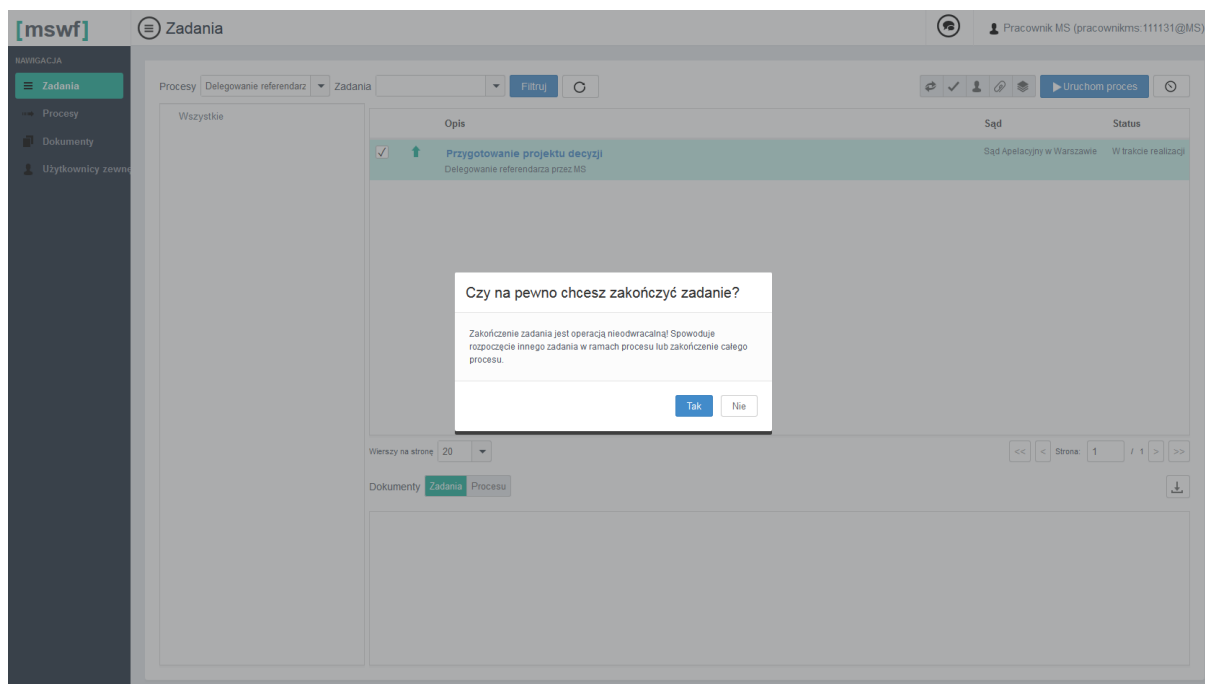 [mswf]
Zadania
Pracownik MS (pracownikms:111131@MS)
NAWIGACJA
Zadania
Procesy
Dokumenty
Użytkownicy zewnę
Procesy Delegowanie referendarz Zadania Filtruj Uruchom proces
Wszystkie
Opis Sąd Status
Przygotowanie projektu decyzji Sąd Apelacyjny w Warszawie W trakcie realizacji
Delegowanie referendarza przez MS
Czy na pewno chcesz zakończyć zadanie?
Zakończenie zadania jest operacją nieodwracalną! Spowoduje
rozpoczęcie innego zadania w ramach procesu lub zakończenie całego
procesu.
Tak Nie
Wierszy na stronę 20 << < Strona: 1 / 1 > >>
Dokumenty Zadania Procesu